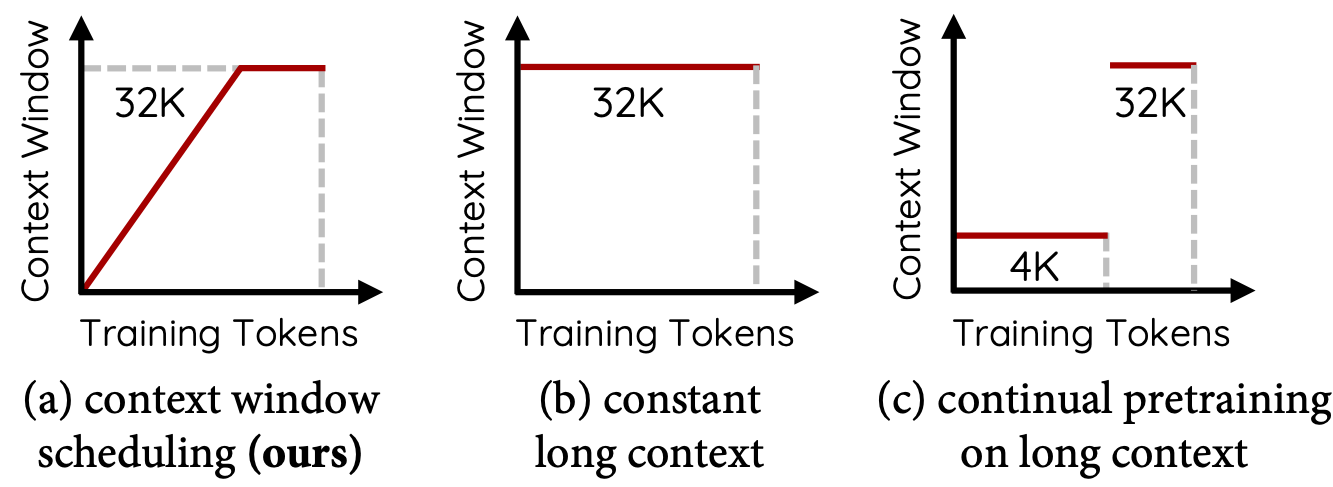 Context Window
32K
Training Tokens
(a) context window
scheduling (ours)
Context Window
32K
Training Tokens
(b) constant
long context
Context Window
32K
4K
Training Tokens
(c) continual pretraining
on long context